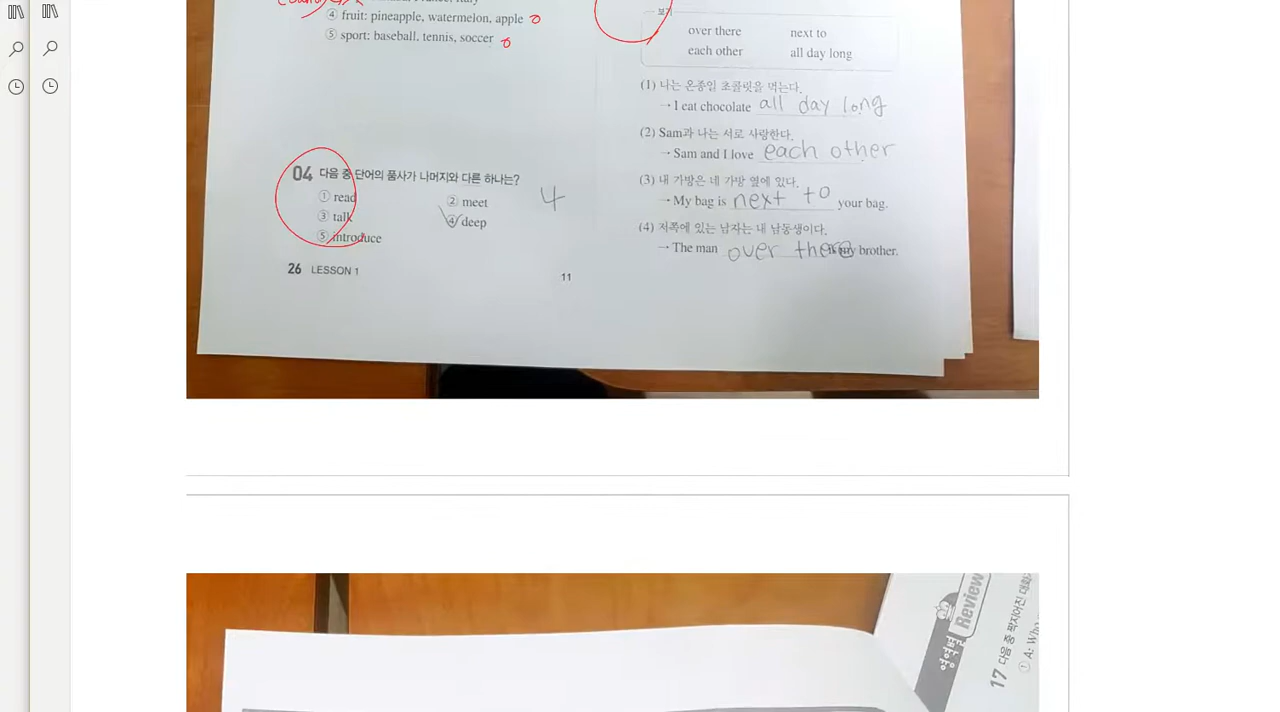 ④ fruit: pineapple, watermelon, apple
⑤ sport: baseball, tennis, soccer
04 다음 중 단어의 품사가 나머지와 다른 하나는?
① read ② meet
③ talk ④ deep
⑤ introduce
4
26 LESSON 1
11
보기
over there next to
each other all day long
(1) 나는 온종일 초콜릿을 먹는다.
→ I eat chocolate all day long
(2) Sam과 나는 서로 사랑한다.
→ Sam and I love each other
(3) 내 가방은 네 가방 옆에 있다.
→ My bag is next to your bag.
(4) 저쪽에 있는 남자는 내 남동생이다.
→ The man over there is my brother.
Review
17 다음 중 짝지어진 대화
① A: Who